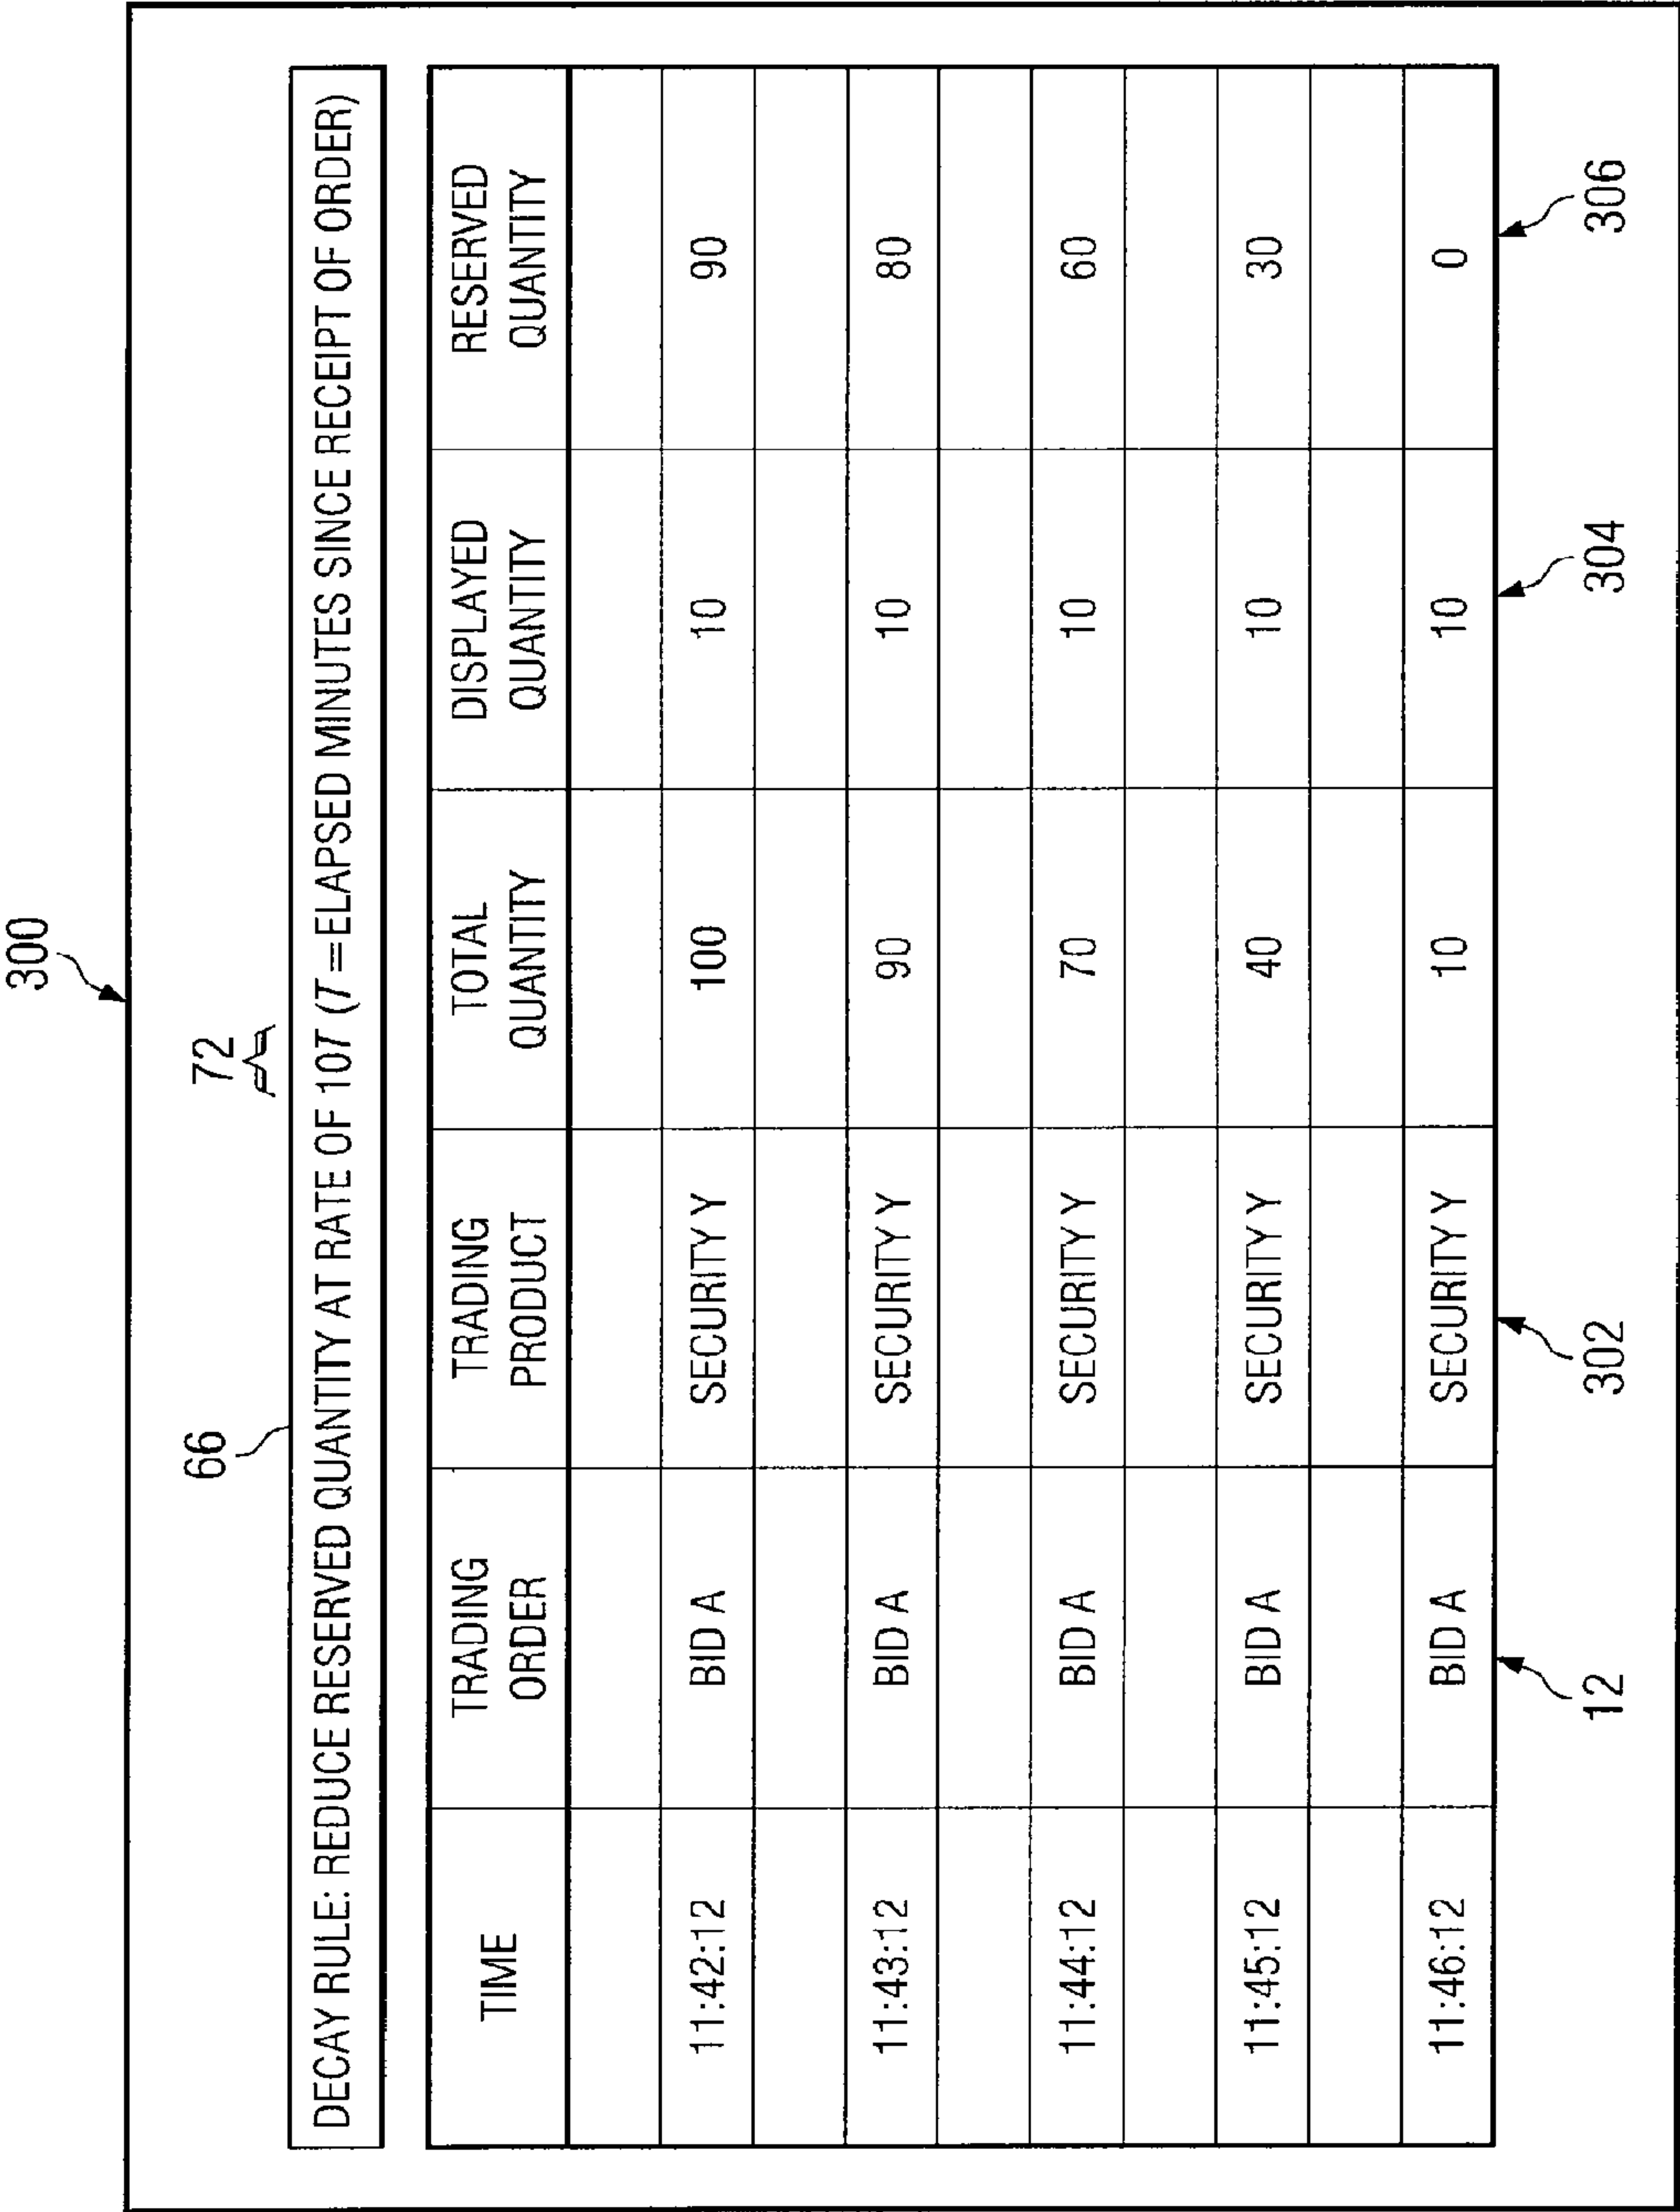 300
72
66
DECAY RULE: REDUCE RESERVED QUANTITY AT RATE OF 107 (7 =ELAPSED MINUTES SINCE RECEIPT OF ORDER)
TIME TRADING ORDER TRADING PRODUCT TOTAL QUANTITY DISPLAYED QUANTITY RESERVED QUANTITY
11:42:12 BID A SECURITY Y 100 10 90
11:43:12 BID A SECURITY Y 90 10 80
11:44:12 BID A SECURITY Y 70 10 60
11:45:12 BID A SECURITY Y 40 10 30
11:46:12 BID A SECURITY Y 10 10 0
12 302 304 306